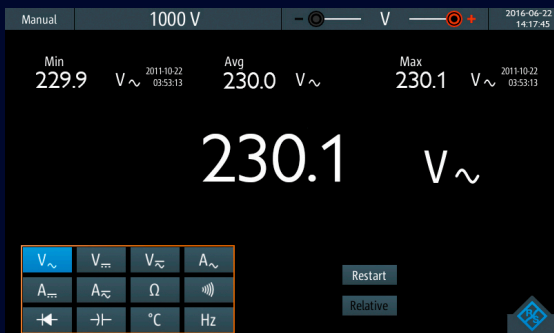 Manual 1000 V − V + 2016-06-22
14:17:45
Min Avg Max
229.9 V~ 2011-10-22 03:53:13 230.0 V~ 230.1 V~ 2011-10-22 03:53:13
230.1 V~
V~ V⎓ V⎓~ A~
A⎓ A⎓~ Ω
°C Hz
Restart
Relative
R&S